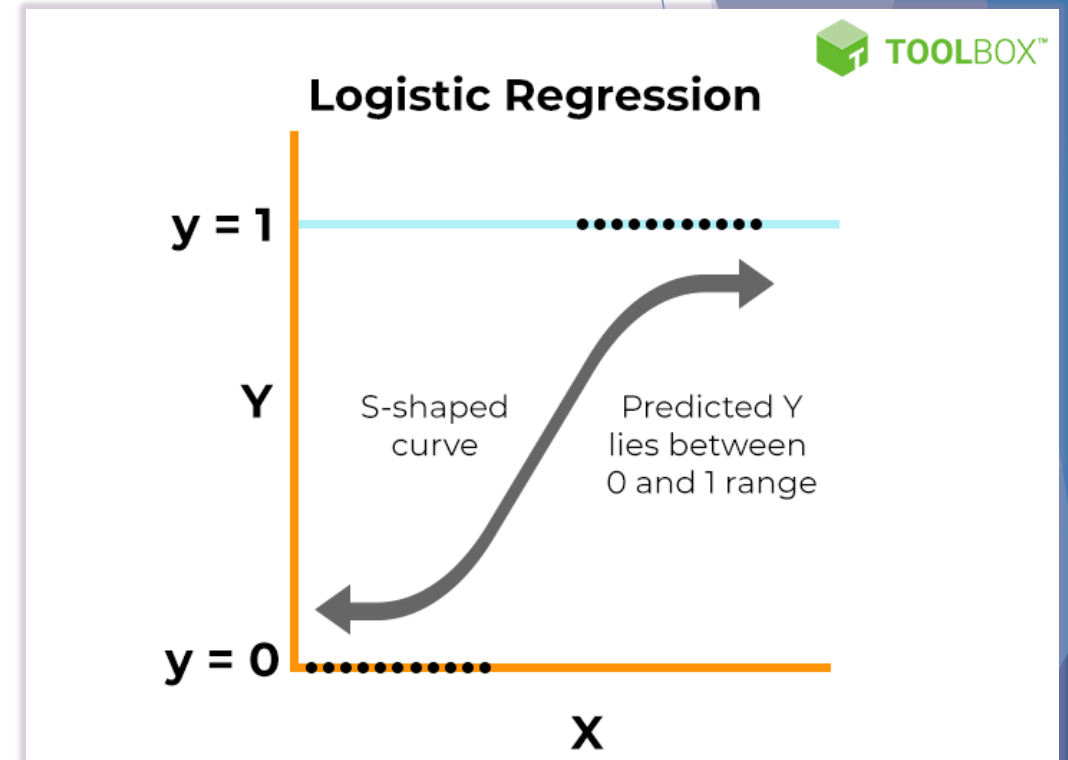 TOOLBOX™
Logistic Regression
y = 1
Y
S-shaped
curve
Predicted Y
lies between
0 and 1 range
y = 0
X